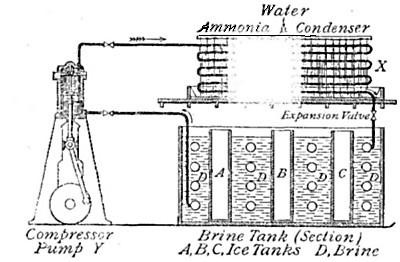 Water
Ammonia Condenser
X
Expansion Valve
D A D B D C D
Compressor
Pump Y
Brine Tank (Section)
A, B, C, Ice Tanks D, Brine